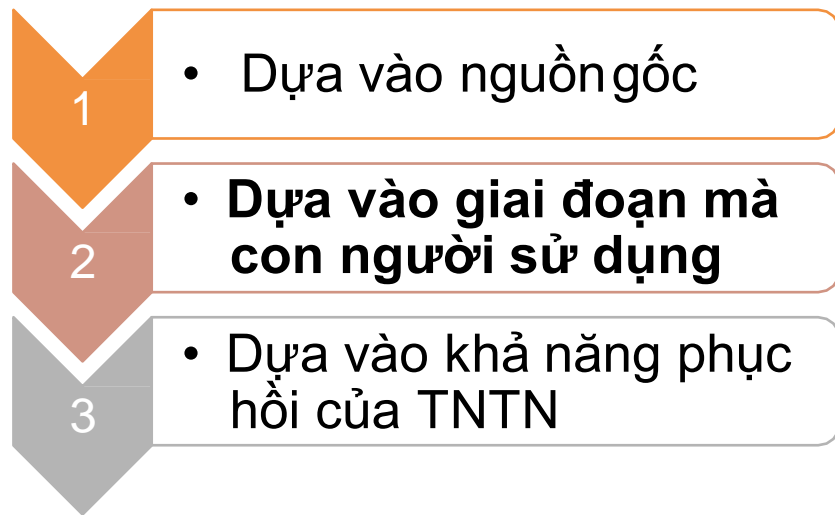 1
• Dựa vào nguồn gốc
2
• Dựa vào giai đoạn mà
con người sử dụng
3
• Dựa vào khả năng phục
hồi của TNTN